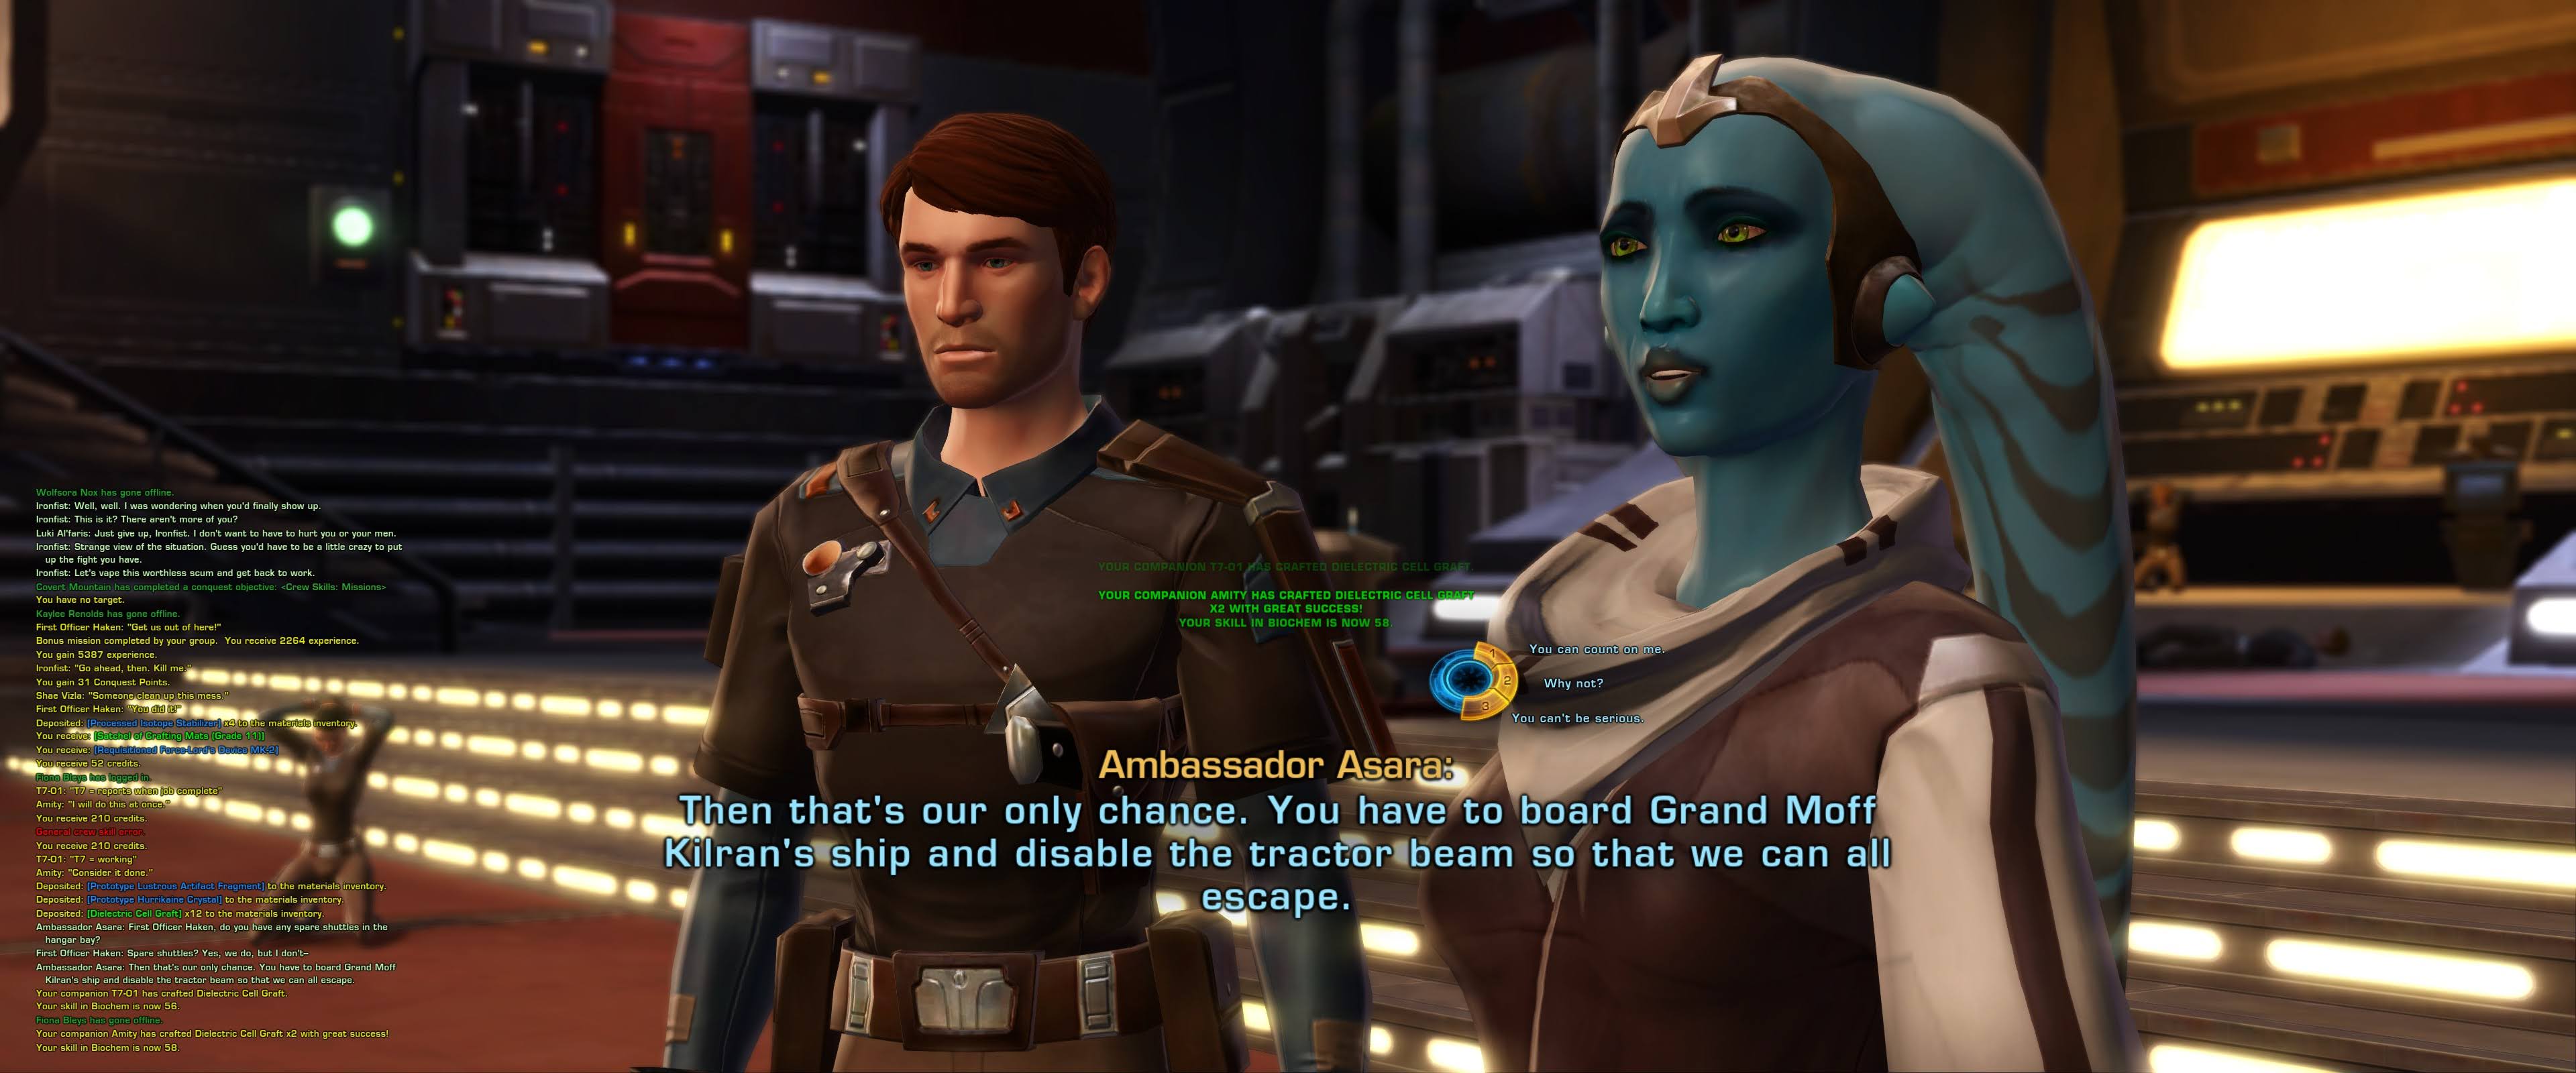 Wolfsora Nox has gone offline.
Ironfist: Well, well. I was wondering when you'd finally show up.
Ironfist: This is it? There aren't more of you?
Luki Al'faris: Just give up, Ironfist. I don't want to have to hurt you or your men.
Ironfist: Strange view of the situation. Guess you'd have to be a little crazy to put
up the fight you have.
Ironfist: Let's vape this worthless scum and get back to work.
Covert Mountain has completed a conquest objective: <Crew Skills: Missions>
You have no target.
Kaylee Renolds has gone offline.
First Officer Haken: "Get us out of here!"
Bonus mission completed by your group. You receive 2264 experience.
You gain 5387 experience.
Ironfist: "Go ahead, then. Kill me."
You gain 31 Conquest Points.
Shae Vizla: "Someone clean up this mess."
First Officer Haken: "You did it!"
Deposited: [Processed Isotope Stabilizer] x4 to the materials inventory.
You receive: [Satchel of Crafting Mats (Grade 11)]
You receive: [Requisitioned Force-Lord's Device MK-2]
You receive 52 credits.
Fiona Bleys has logged in.
T7-01: "T7 = reports when job complete"
Amity: "I will do this at once."
You receive 210 credits.
General crew skill error.
You receive 210 credits.
T7-01: "T7 = working"
Amity: "Consider it done."
Deposited: [Prototype Lustrous Artifact Fragment] to the materials inventory.
Deposited: [Prototype Hurrikaine Crystal] to the materials inventory.
Deposited: [Dielectric Cell Graft] x12 to the materials inventory.
Ambassador Asara: First Officer Haken, do you have any spare shuttles in the
hangar bay?
First Officer Haken: Spare shuttles? Yes, we do, but I don't—
Ambassador Asara: Then that's our only chance. You have to board Grand Moff
Kilran's ship and disable the tractor beam so that we can all escape.
Your companion T7-01 has crafted Dielectric Cell Graft.
Your skill in Biochem is now 56.
Fiona Bleys has gone offline.
Your companion Amity has crafted Dielectric Cell Graft x2 with great success!
Your skill in Biochem is now 58.
YOUR COMPANION T7-01 HAS CRAFTED DIELECTRIC CELL GRAFT.
YOUR COMPANION AMITY HAS CRAFTED DIELECTRIC CELL GRAFT
X2 WITH GREAT SUCCESS!
YOUR SKILL IN BIOCHEM IS NOW 58.
1 You can count on me.
2 Why not?
3 You can't be serious.
Ambassador Asara:
Then that's our only chance. You have to board Grand Moff
Kilran's ship and disable the tractor beam so that we can all
escape.